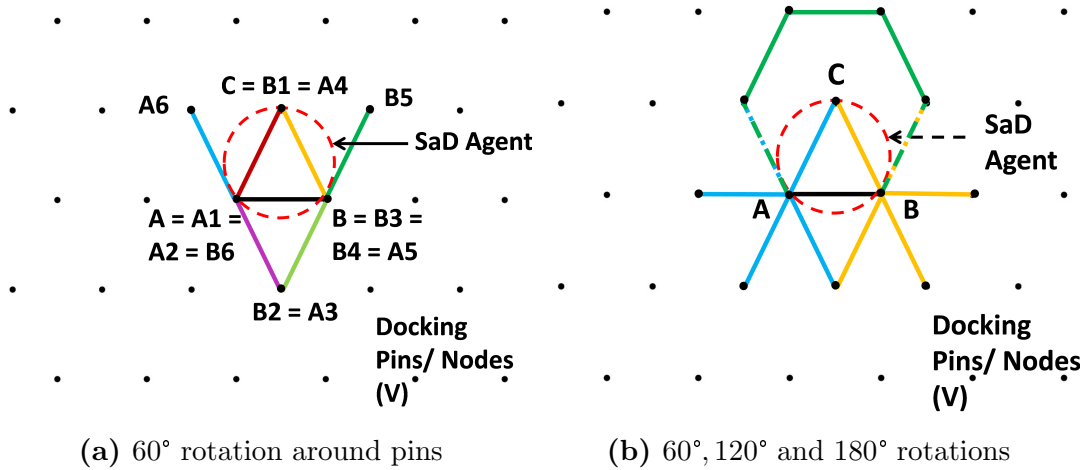 C = B1 = A4
A6
B5
SaD Agent
A = A1 =
A2 = B6
B = B3 =
B4 = A5
B2 = A3
Docking
Pins/ Nodes
(V)
(a) 60° rotation around pins
C
SaD
Agent
A
B
Docking
Pins/ Nodes
(V)
(b) 60°, 120° and 180° rotations